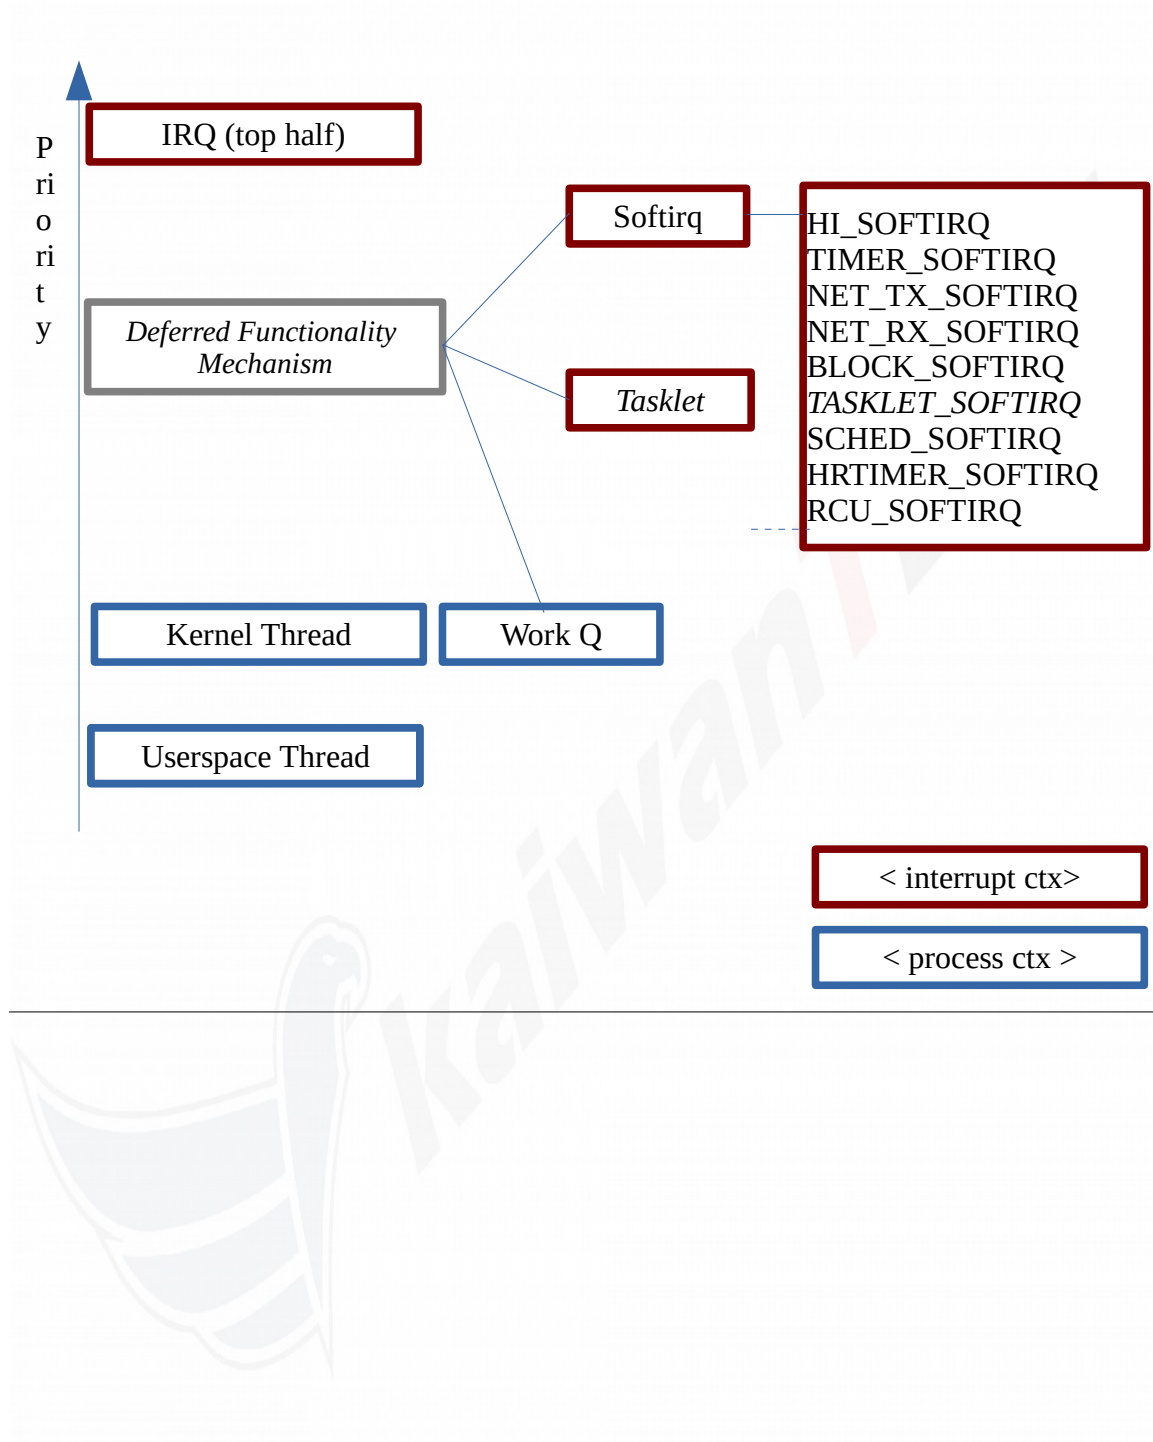 P
ri
o
ri
t
y
IRQ (top half)
Softirq
HI_SOFTIRQ
TIMER_SOFTIRQ
NET_TX_SOFTIRQ
NET_RX_SOFTIRQ
BLOCK_SOFTIRQ
TASKLET_SOFTIRQ
SCHED_SOFTIRQ
HRTIMER_SOFTIRQ
RCU_SOFTIRQ
Deferred Functionality
Mechanism
Tasklet
Kernel Thread
Work Q
Userspace Thread
< interrupt ctx>
< process ctx >
kaiwan